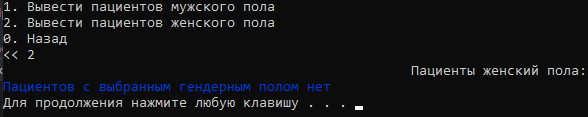 1. Вывести пациентов мужского пола
2. Вывести пациентов женского пола
0. Назад
<< 2
Пациенты женский пола:
Пациентов с выбранным гендерным полом нет
Для продолжения нажмите любую клавишу . . .